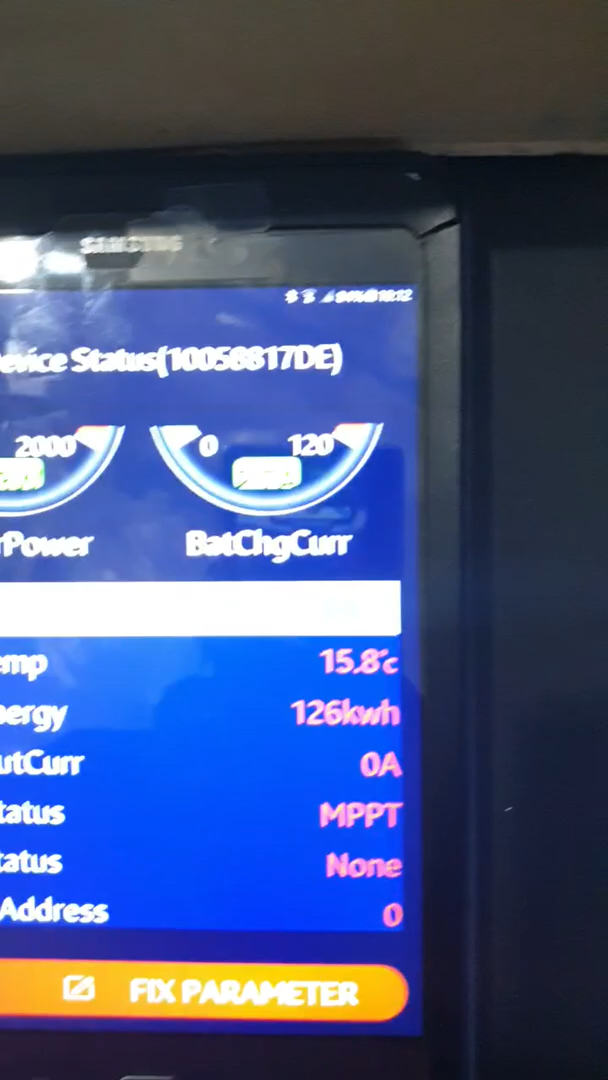 SAMSUNG
evice Status(10058817DE)
2000 0 120
rPower BatChgCurr
emp 15.8°c
nergy 126kwh
utCurr 0A
tatus MPPT
tatus None
Address 0
FIX PARAMETER